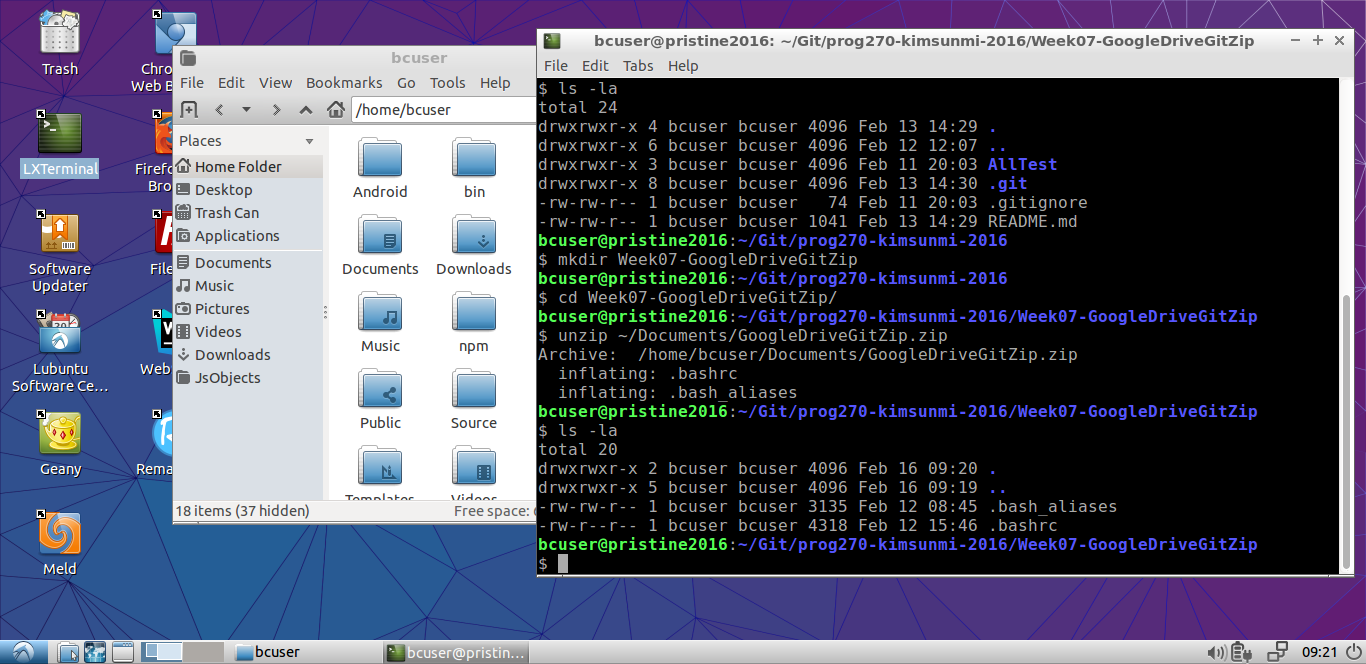 Trash
Chro
Web B
LXTerminal
Firefo
Bro
Software
Updater
File
Lubuntu
Software Ce...
Web
Geany
Rema
Meld
bcuser
File Edit View Bookmarks Go Tools Help
/home/bcuser
Places
Home Folder
Desktop
Trash Can
Applications
Documents
Music
Pictures
Videos
Downloads
JsObjects
Android bin
Documents Downloads
Music npm
Public Source
Templates Videos
18 items (37 hidden) Free space:
bcuser@pristine2016: ~/Git/prog270-kimsunmi-2016/Week07-GoogleDriveGitZip
File Edit Tabs Help
$ ls -la
total 24
drwxrwxr-x 4 bcuser bcuser 4096 Feb 13 14:29 .
drwxrwxr-x 6 bcuser bcuser 4096 Feb 12 12:07 ..
drwxrwxr-x 3 bcuser bcuser 4096 Feb 11 20:03 AllTest
drwxrwxr-x 8 bcuser bcuser 4096 Feb 13 14:30 .git
-rw-rw-r-- 1 bcuser bcuser   74 Feb 11 20:03 .gitignore
-rw-rw-r-- 1 bcuser bcuser 1041 Feb 13 14:29 README.md
bcuser@pristine2016:~/Git/prog270-kimsunmi-2016
$ mkdir Week07-GoogleDriveGitZip
bcuser@pristine2016:~/Git/prog270-kimsunmi-2016
$ cd Week07-GoogleDriveGitZip/
bcuser@pristine2016:~/Git/prog270-kimsunmi-2016/Week07-GoogleDriveGitZip
$ unzip ~/Documents/GoogleDriveGitZip.zip
Archive:  /home/bcuser/Documents/GoogleDriveGitZip.zip
  inflating: .bashrc
  inflating: .bash_aliases
bcuser@pristine2016:~/Git/prog270-kimsunmi-2016/Week07-GoogleDriveGitZip
$ ls -la
total 20
drwxrwxr-x 2 bcuser bcuser 4096 Feb 16 09:20 .
drwxrwxr-x 5 bcuser bcuser 4096 Feb 16 09:19 ..
-rw-rw-r-- 1 bcuser bcuser 3135 Feb 12 08:45 .bash_aliases
-rw-r--r-- 1 bcuser bcuser 4318 Feb 12 15:46 .bashrc
bcuser@pristine2016:~/Git/prog270-kimsunmi-2016/Week07-GoogleDriveGitZip
$
bcuser
bcuser@pristin...
09:21